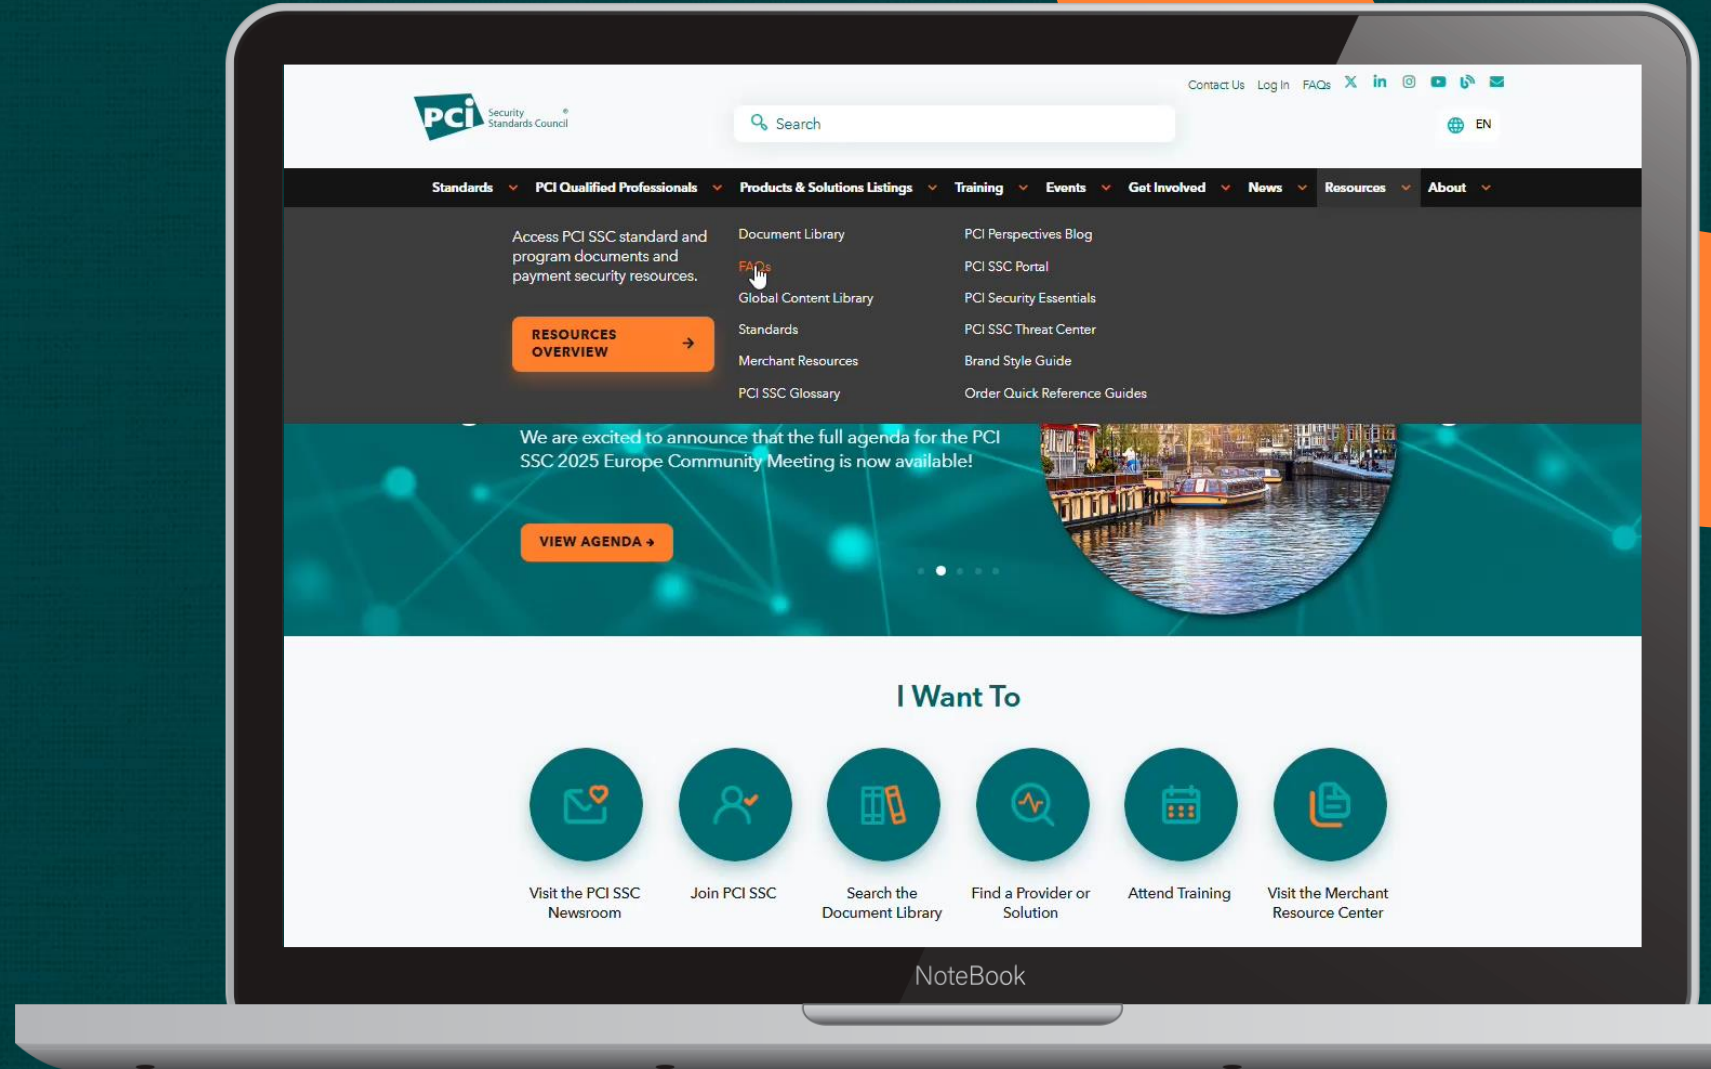 Contact Us Log In FAQs
PCi Security
Standards Council ®
Search
EN
Standards PCI Qualified Professionals Products & Solutions Listings Training Events Get Involved News Resources About
Access PCI SSC standard and
program documents and
payment security resources.
RESOURCES
OVERVIEW
Document Library
FAQs
Global Content Library
Standards
Merchant Resources
PCI SSC Glossary
PCI Perspectives Blog
PCI SSC Portal
PCI Security Essentials
PCI SSC Threat Center
Brand Style Guide
Order Quick Reference Guides
We are excited to announce that the full agenda for the PCI
SSC 2025 Europe Community Meeting is now available!
VIEW AGENDA
I Want To
Visit the PCI SSC
Newsroom
Join PCI SSC
Search the
Document Library
Find a Provider or
Solution
Attend Training
Visit the Merchant
Resource Center
NoteBook